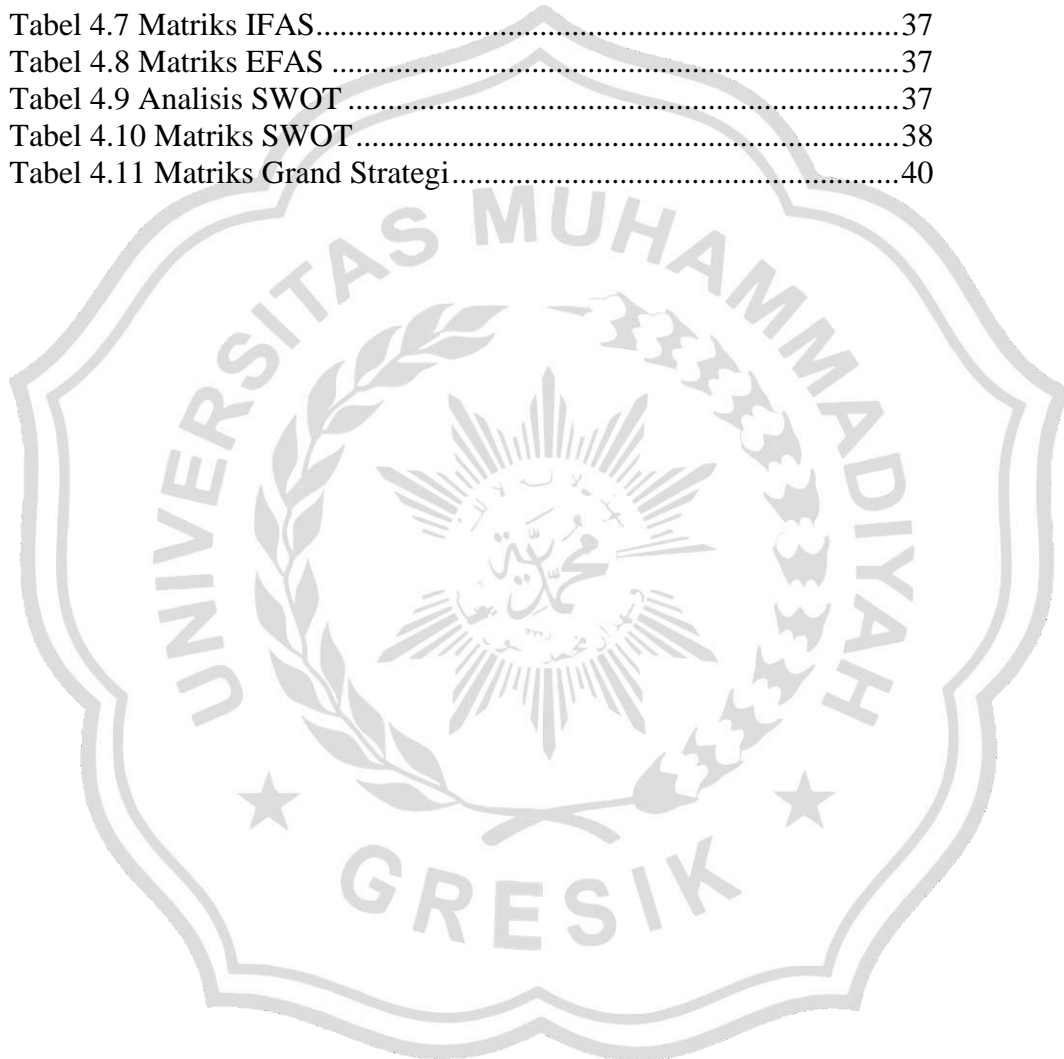 Tabel 4.7 Matriks IFAS.........................................................................37
Tabel 4.8 Matriks EFAS .......................................................................37
Tabel 4.9 Analisis SWOT .....................................................................37
Tabel 4.10 Matriks SWOT....................................................................38
Tabel 4.11 Matriks Grand Strategi........................................................40
UNIVERSITAS MUHAMMADIYAH
محمدية
GRESIK